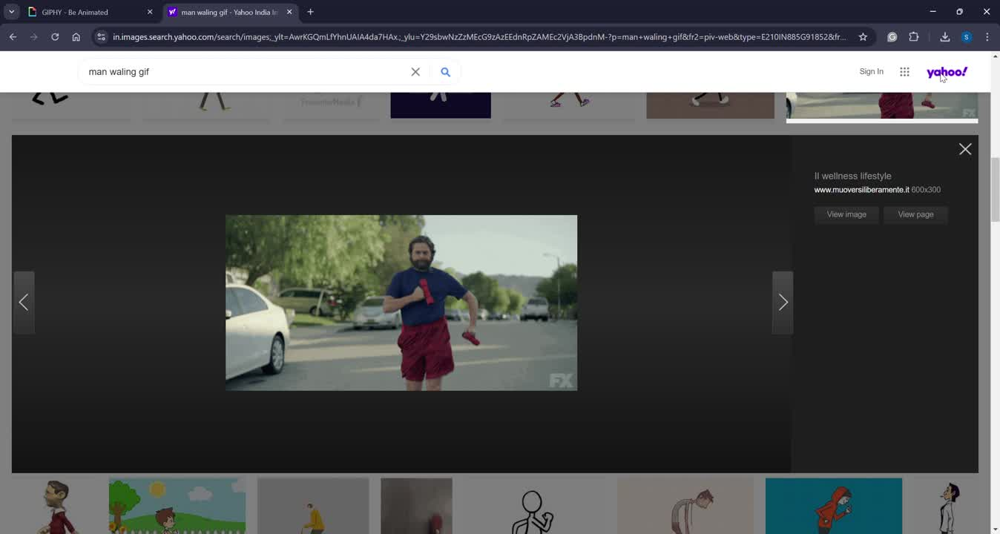 GIPHY - Be Animated
man waling gif - Yahoo India In
in.images.search.yahoo.com/search/images;_ylt=AwrKGQmLfYhnUAIA4da7HAx.;_ylu=Y29sbwNzZzMEcG9zAzEEdnRpZAMEc2VjA3BpdnM-?p=man+waling+gif&fr2=piv-web&type=E210IN885G91852&fr...
S
man waling gif
Sign In
yahoo!
FX
Il wellness lifestyle
www.muoversiliberamente.it 600x300
View image
View page
FX